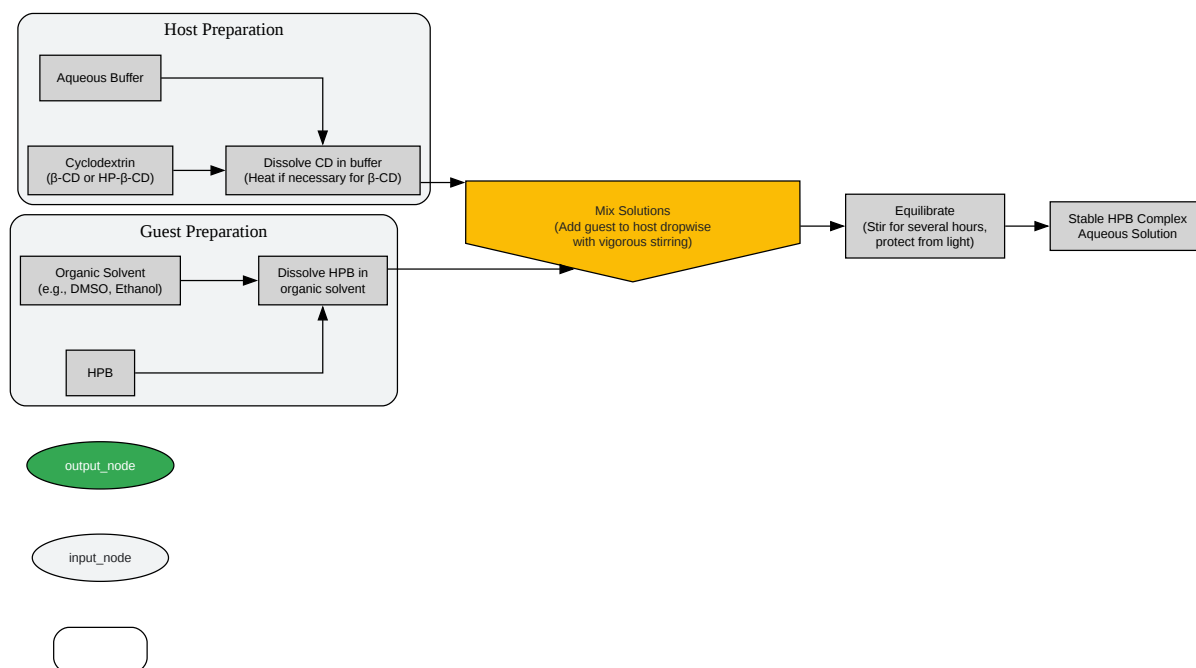 Host Preparation
Aqueous Buffer
Cyclodextrin
(β-CD or HP-β-CD)
Dissolve CD in buffer
(Heat if necessary for β-CD)
Mix Solutions
(Add guest to host dropwise
with vigorous stirring)
Equilibrate
(Stir for several hours,
protect from light)
Stable HPB Complex
Aqueous Solution
Guest Preparation
Organic Solvent
(e.g., DMSO, Ethanol)
Dissolve HPB in
organic solvent
HPB
output_node
input_node